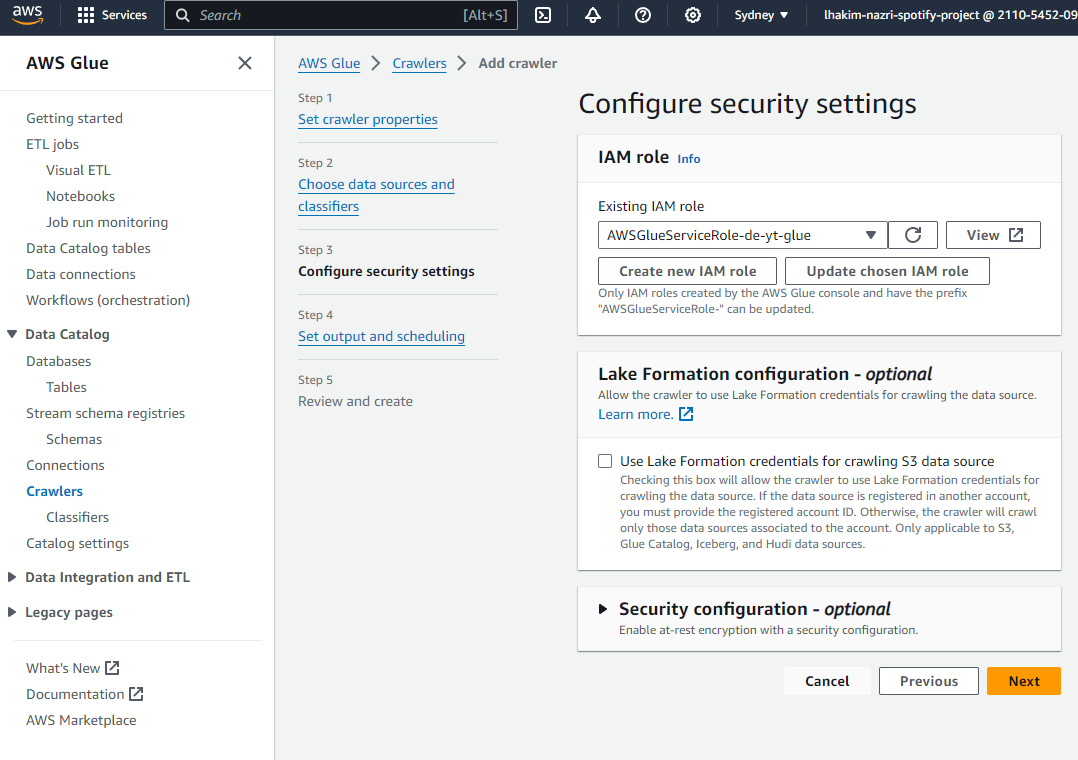 aws
Services
Search
[Alt+S]
Sydney
lhakim-nazri-spotify-project @ 2110-5452-09
AWS Glue
Getting started
ETL jobs
Visual ETL
Notebooks
Job run monitoring
Data Catalog tables
Data connections
Workflows (orchestration)
Data Catalog
Databases
Tables
Stream schema registries
Schemas
Connections
Crawlers
Classifiers
Catalog settings
Data Integration and ETL
Legacy pages
What's New
Documentation
AWS Marketplace
AWS Glue
Crawlers
Add crawler
Step 1
Set crawler properties
Step 2
Choose data sources and
classifiers
Step 3
Configure security settings
Step 4
Set output and scheduling
Step 5
Review and create
Configure security settings
IAM role Info
Existing IAM role
AWSGlueServiceRole-de-yt-glue
View
Create new IAM role
Update chosen IAM role
Only IAM roles created by the AWS Glue console and have the prefix
"AWSGlueServiceRole-" can be updated.
Lake Formation configuration - optional
Allow the crawler to use Lake Formation credentials for crawling the data source.
Learn more.
Use Lake Formation credentials for crawling S3 data source
Checking this box will allow the crawler to use Lake Formation credentials for
crawling the data source. If the data source is registered in another account,
you must provide the registered account ID. Otherwise, the crawler will crawl
only those data sources associated to the account. Only applicable to S3,
Glue Catalog, Iceberg, and Hudi data sources.
Security configuration - optional
Enable at-rest encryption with a security configuration.
Cancel
Previous
Next